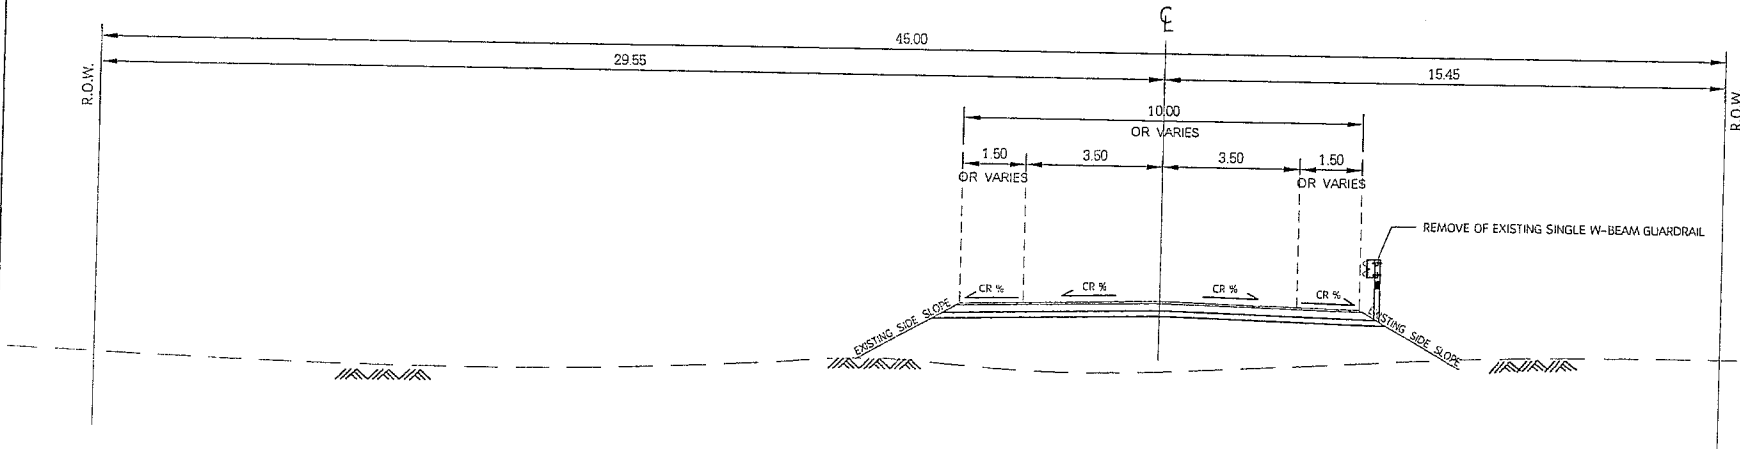 ℄
45.00
29.55
15.45
R.O.W.
R.O.W
10.00
OR VARIES
1.50
3.50
3.50
1.50
OR VARIES
OR VARIES
REMOVE OF EXISTING SINGLE W-BEAM GUARDRAIL
CR %
CR %
CR %
CR %
EXISTING SIDE SLOPE
EXISTING SIDE SLOPE